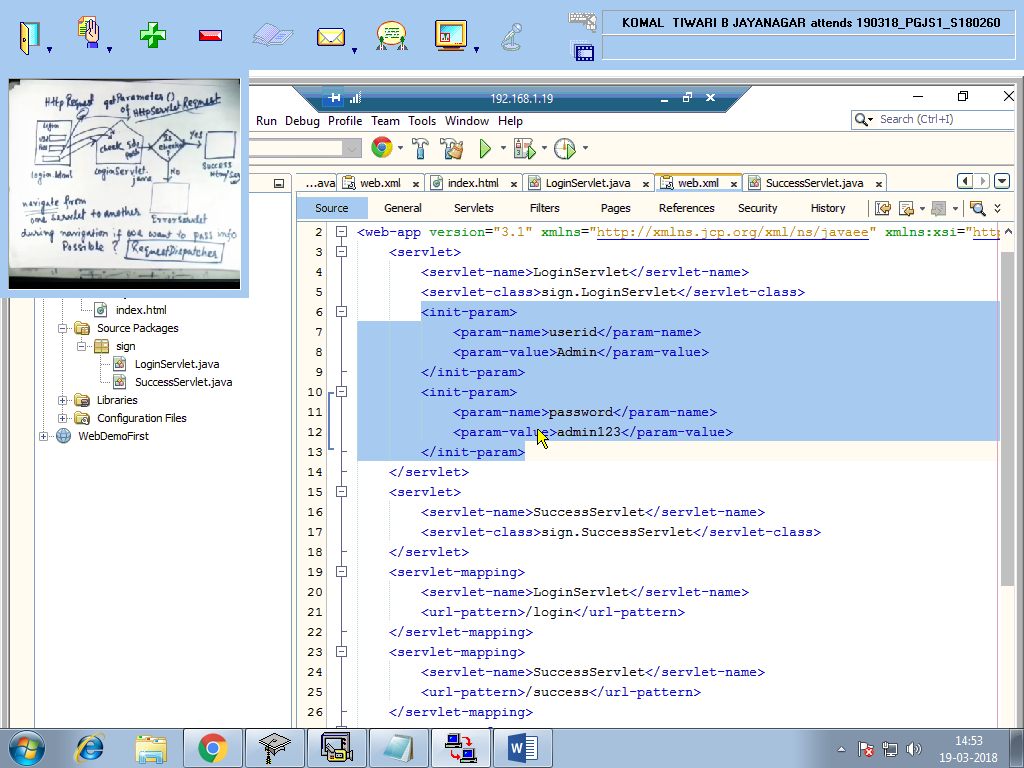 KOMAL TIWARI B JAYANAGAR attends 190318_PGJS1_S180260
Http Request getParameter()
of HttpServletRequest
login
check
Yes
No
Login.html
LoginServlet.
java
Success
ErrorServlet
navigate from
one servlet to another
during navigation if we want to pass info
Possible ? RequestDispatcher
192.168.1.19
Run Debug Profile Team Tools Window Help
Search (Ctrl+I)
...ava web.xml index.html LoginServlet.java web.xml SuccessServlet.java
Source General Servlets Filters Pages References Security History
index.html
Source Packages
sign
LoginServlet.java
SuccessServlet.java
Libraries
Configuration Files
WebDemoFirst
2 <web-app version="3.1" xmlns="http://xmlns.jcp.org/xml/ns/javaee" xmlns:xsi="http
3 <servlet>
4 <servlet-name>LoginServlet</servlet-name>
5 <servlet-class>sign.LoginServlet</servlet-class>
6 <init-param>
7 <param-name>userid</param-name>
8 <param-value>Admin</param-value>
9 </init-param>
10 <init-param>
11 <param-name>password</param-name>
12 <param-value>admin123</param-value>
13 </init-param>
14 </servlet>
15 <servlet>
16 <servlet-name>SuccessServlet</servlet-name>
17 <servlet-class>sign.SuccessServlet</servlet-class>
18 </servlet>
19 <servlet-mapping>
20 <servlet-name>LoginServlet</servlet-name>
21 <url-pattern>/login</url-pattern>
22 </servlet-mapping>
23 <servlet-mapping>
24 <servlet-name>SuccessServlet</servlet-name>
25 <url-pattern>/success</url-pattern>
26 </servlet-mapping>
14:53
19-03-2018